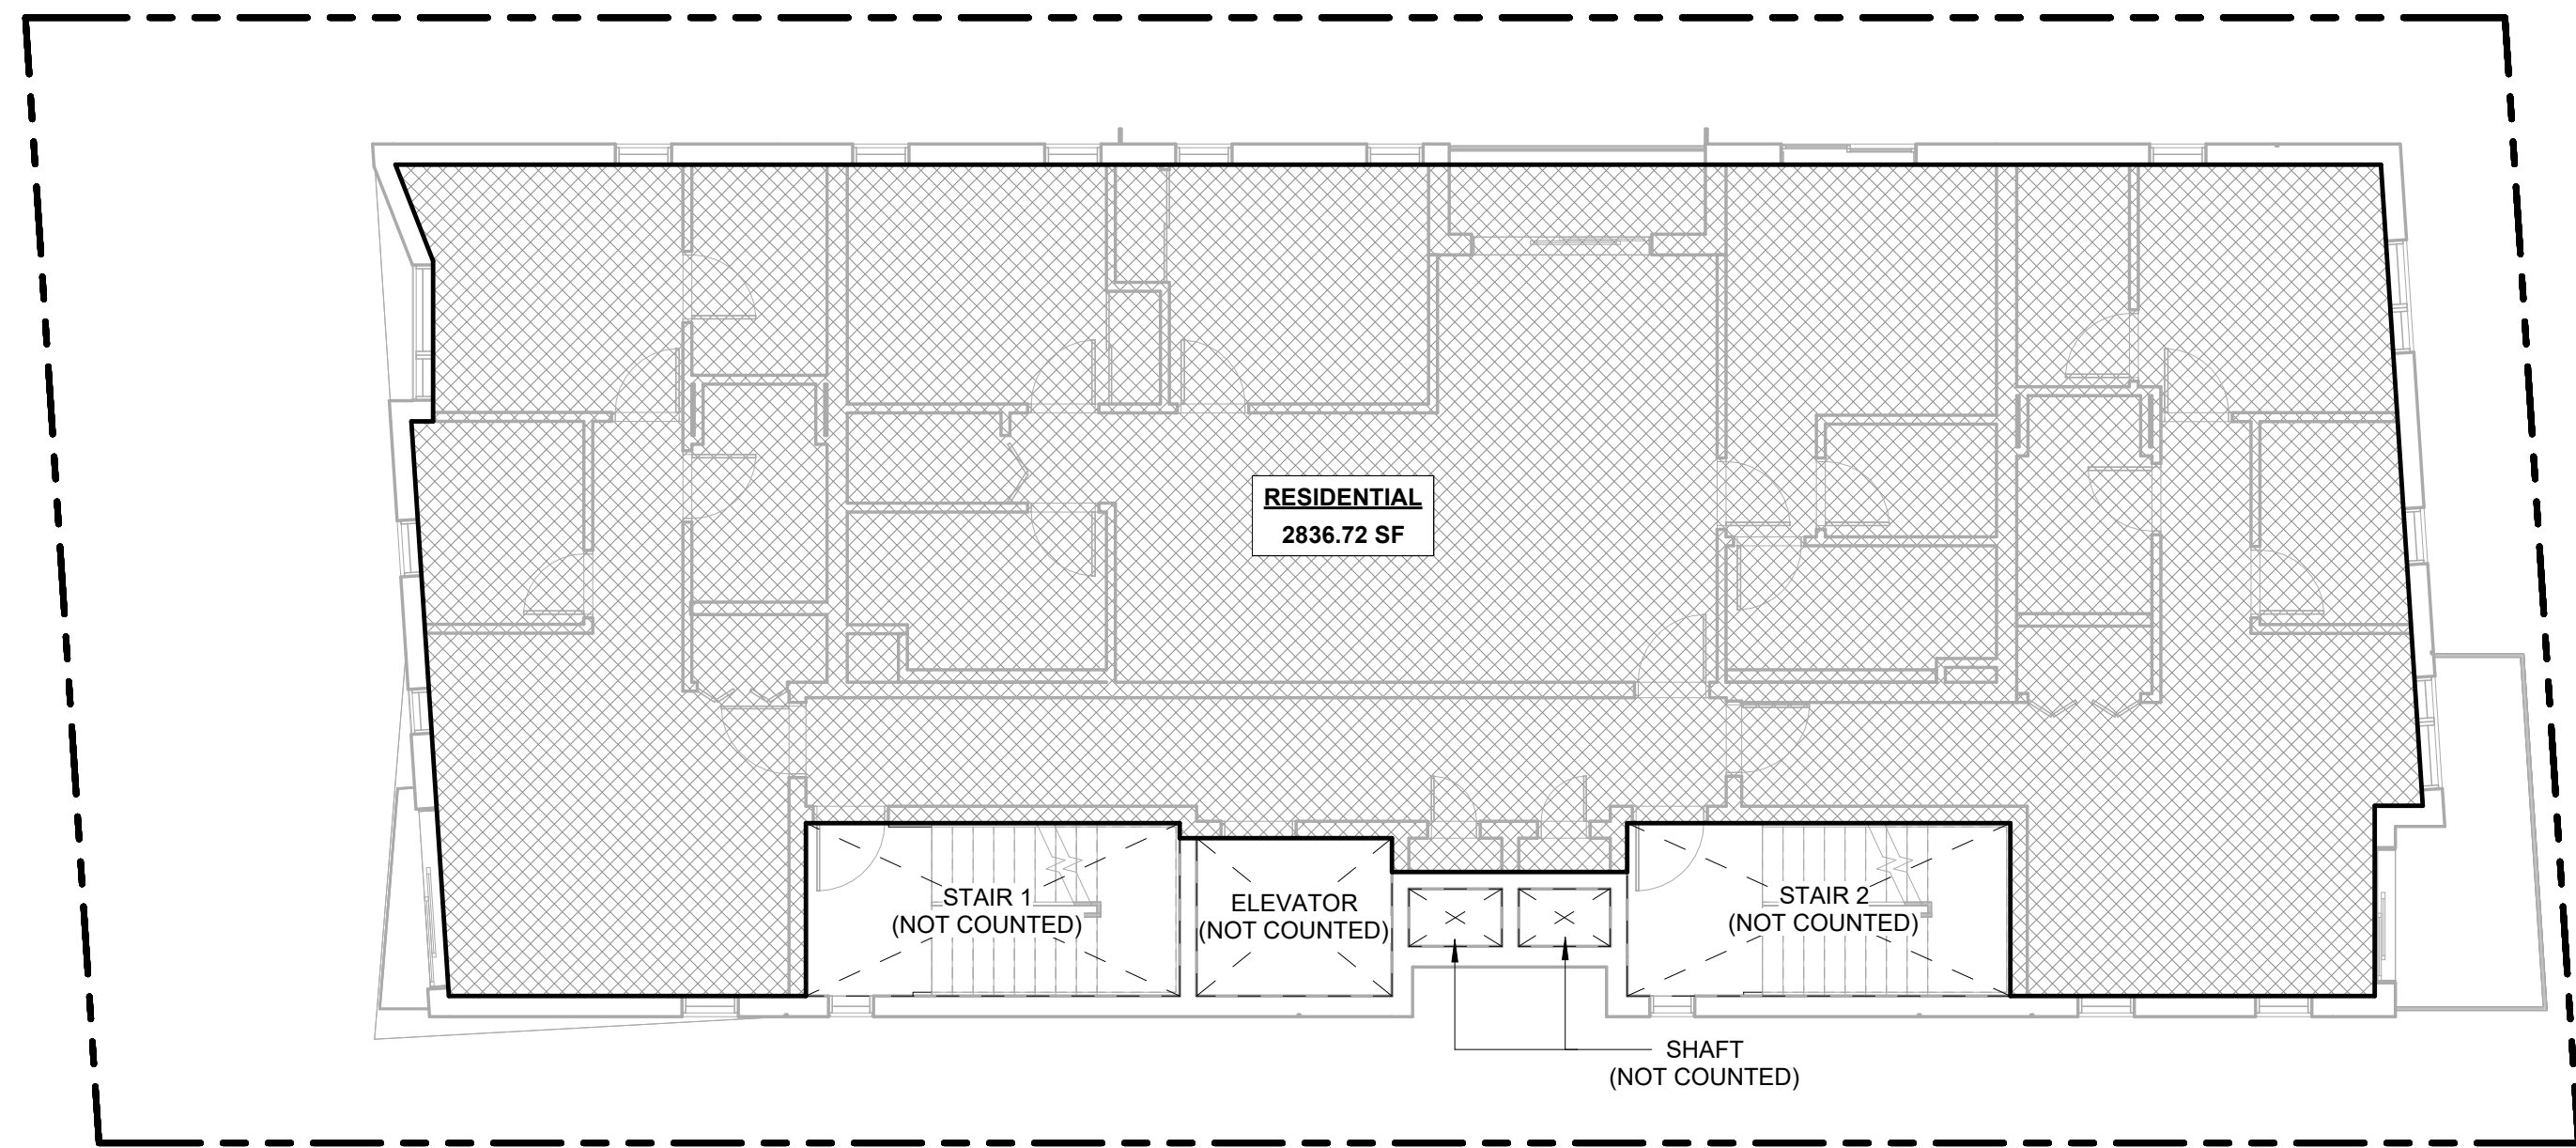 RESIDENTIAL
2836.72 SF
STAIR 1
(NOT COUNTED)
ELEVATOR
(NOT COUNTED)
STAIR 2
(NOT COUNTED)
SHAFT
(NOT COUNTED)